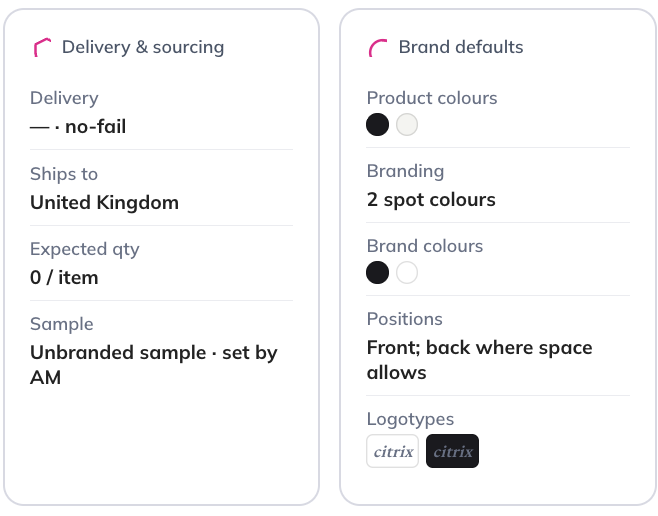 Delivery & sourcing
Delivery
— · no-fail
Ships to
United Kingdom
Expected qty
0 / item
Sample
Unbranded sample · set by
AM
Brand defaults
Product colours
Branding
2 spot colours
Brand colours
Positions
Front; back where space
allows
Logotypes
citrix citrix